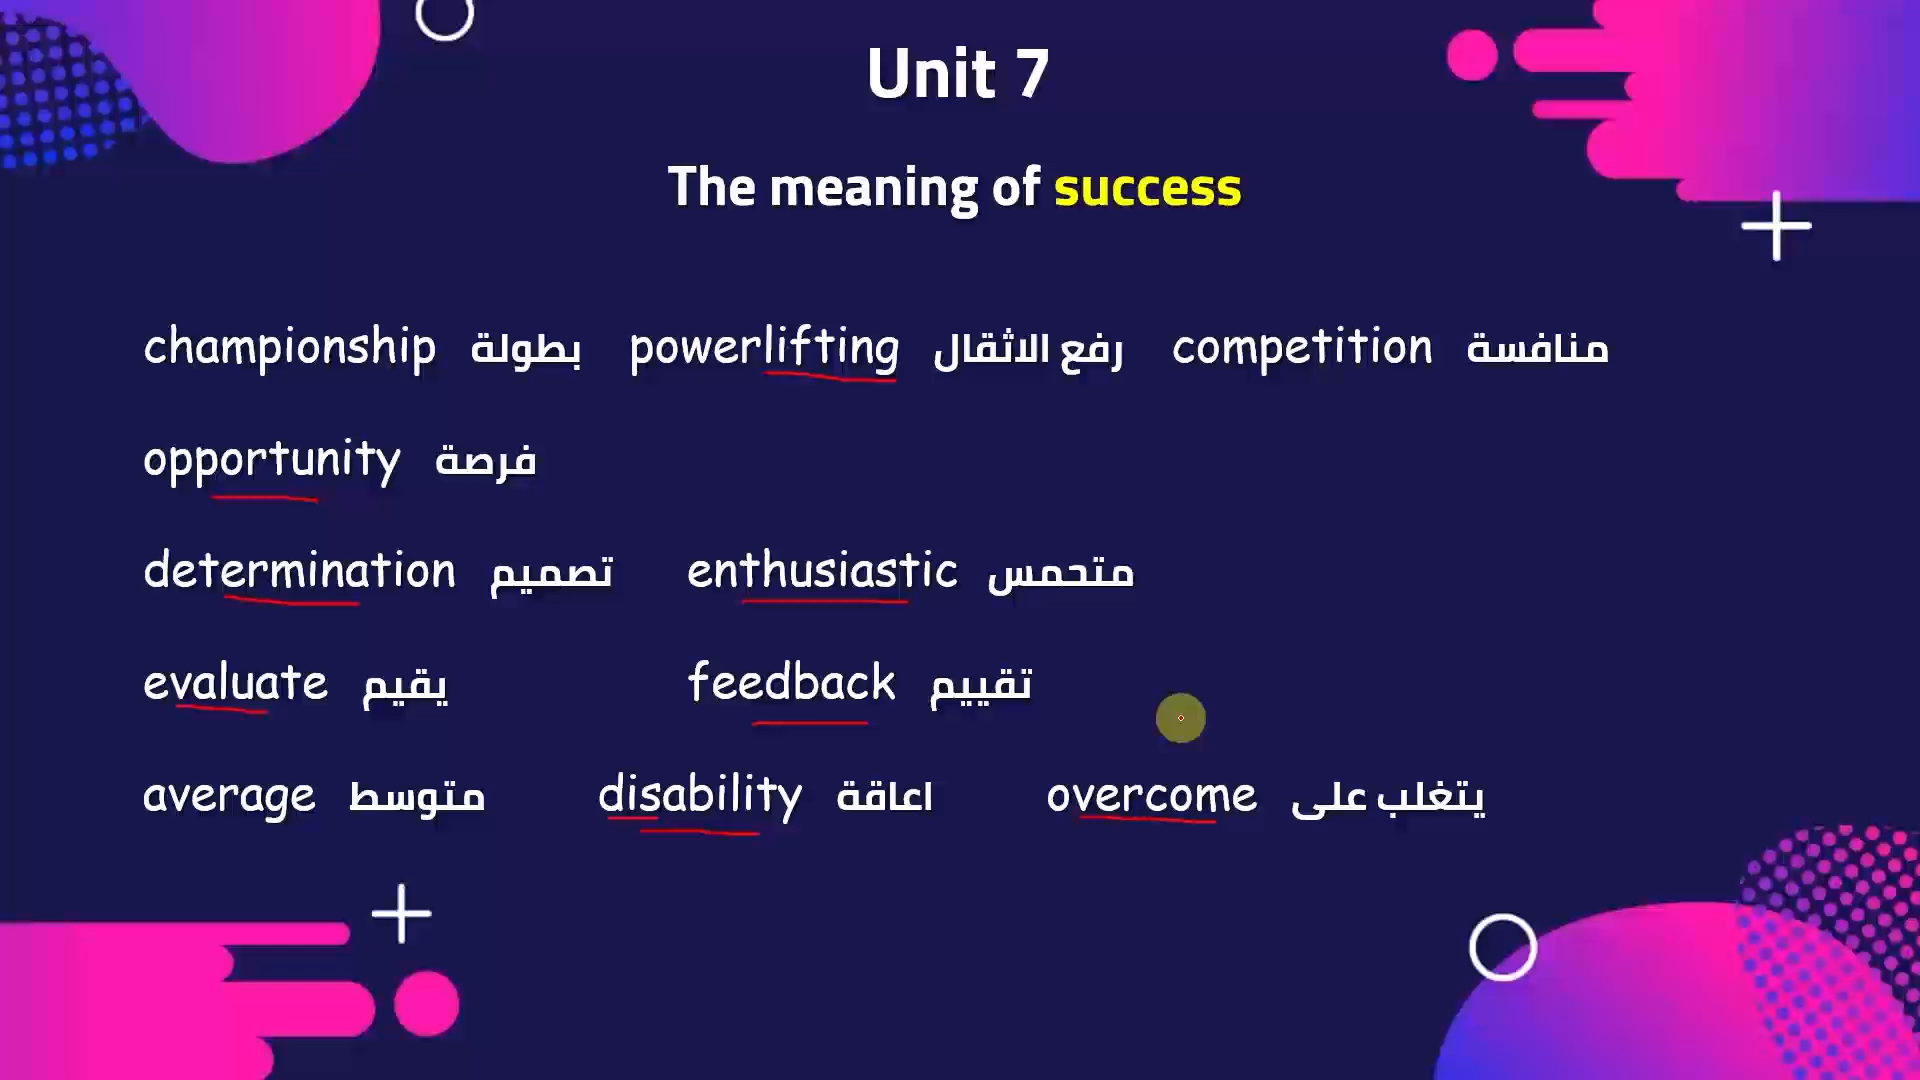 Unit 7
The meaning of success
championship بطولة powerlifting رفع الاثقال competition منافسة
opportunity فرصة
determination تصميم enthusiastic متحمس
evaluate يقيم feedback تقييم
average متوسط disability اعاقة overcome يتغلب على